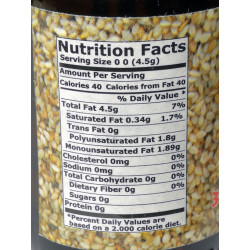 Nutrition Facts
Serving Size 0 0 (4.5g)
Amount Per Serving
Calories 40 Calories from Fat 40
% Daily Value *
Total Fat 4.5g 7%
Saturated Fat 0.34g 1.7%
Trans Fat 0g
Polyunsaturated Fat 1.8g
Monounsaturated Fat 1.89g
Cholesterol 0mg 0%
Sodium 0mg 0%
Total Carbohydrate 0g 0%
Dietary Fiber 0g 0%
Sugars 0g
Protein 0g
*Percent Daily Values are
based on a 2,000 calorie diet.